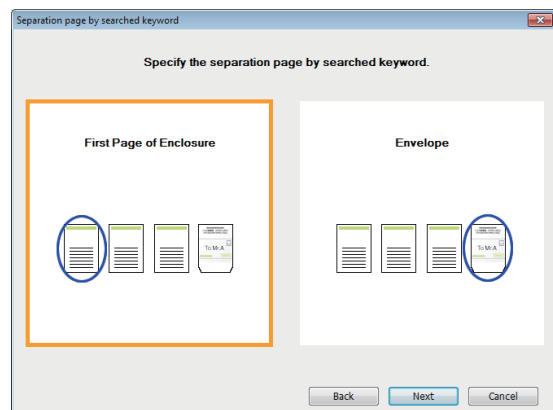 Separation page by searched keyword
Specify the separation page by searched keyword.
First Page of Enclosure
Envelope
To Mr.A
To Mr.A
Back
Next
Cancel